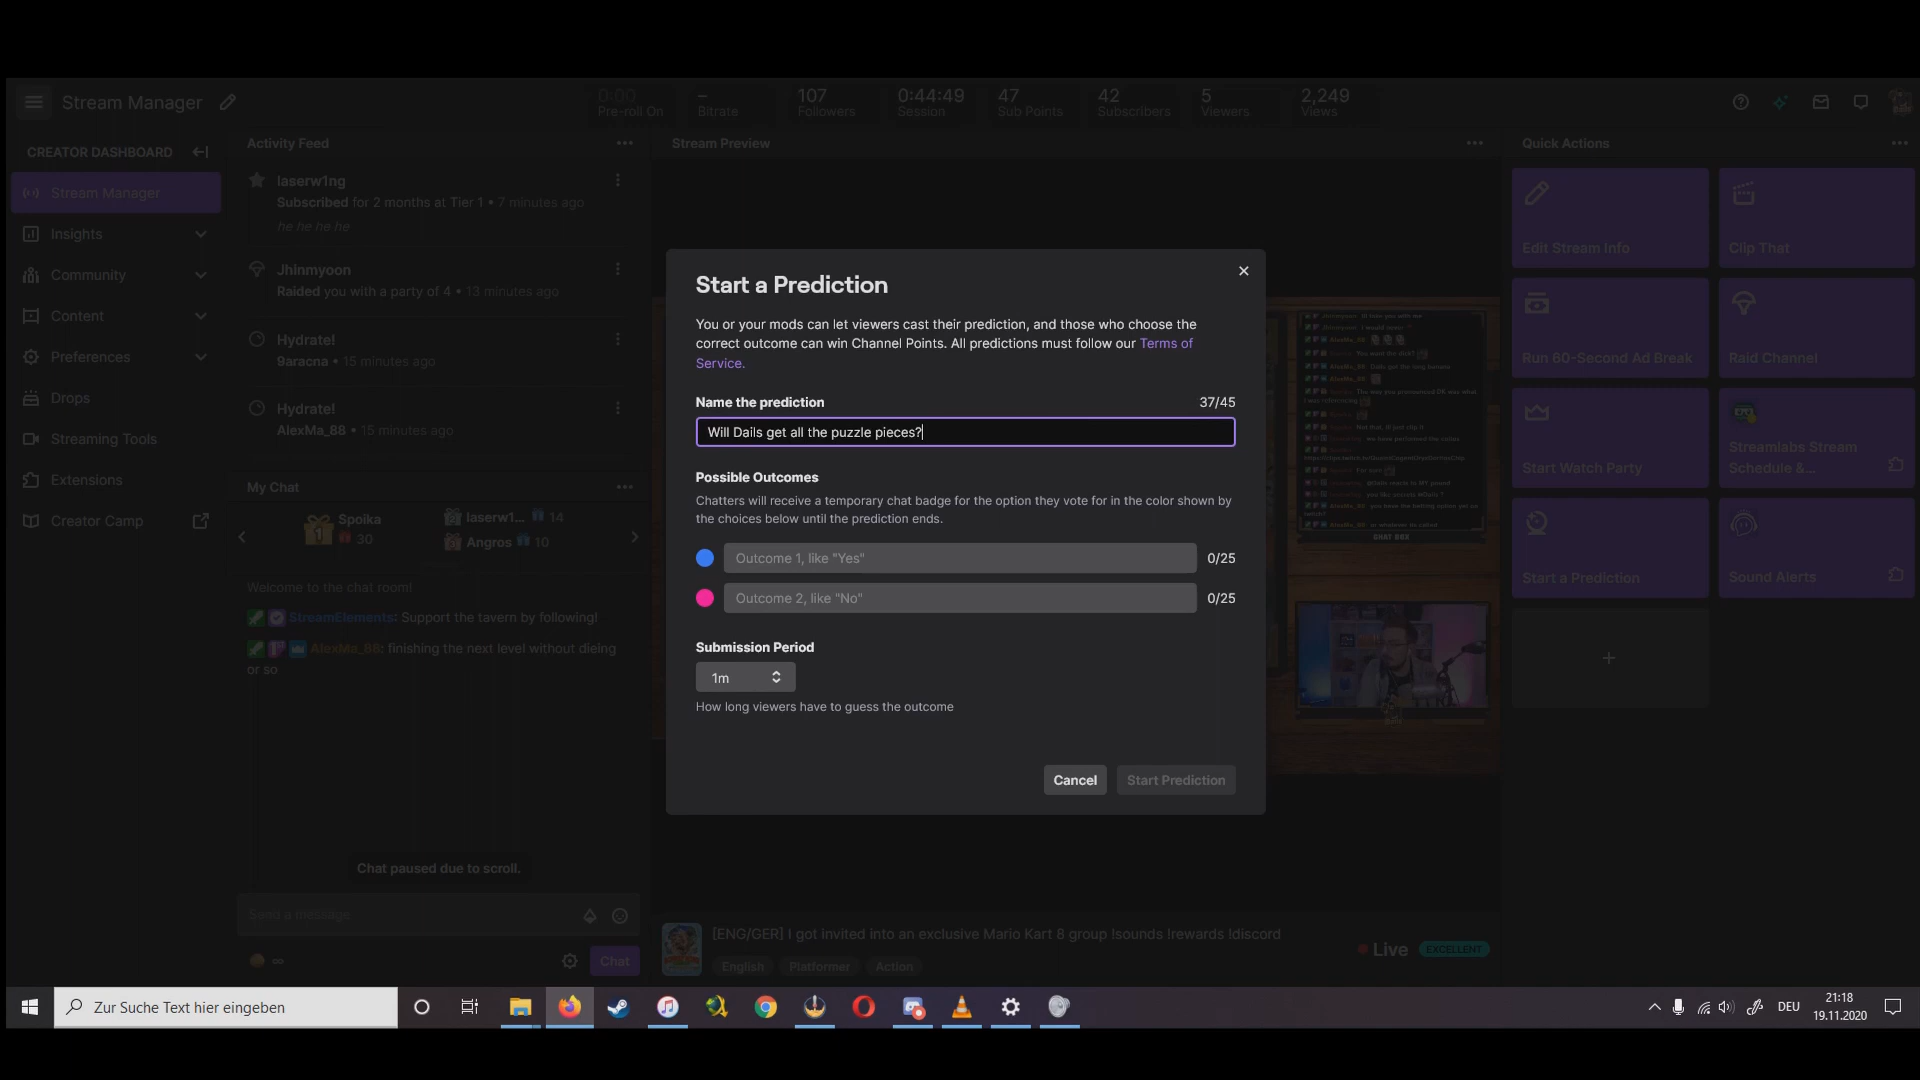 Stream Manager
0:00
Pre-roll On
–
Bitrate
107
Followers
0:44:49
Session
47
Sub Points
42
Subscribers
5
Viewers
2,249
Views
CREATOR DASHBOARD
Stream Manager
Insights
Community
Content
Preferences
Drops
Streaming Tools
Extensions
Creator Camp
Activity Feed
laserw1ng
Subscribed for 2 months at Tier 1 • 7 minutes ago
he he he he
Jhinmyoon
Raided you with a party of 4 • 13 minutes ago
Hydrate!
9aracna • 15 minutes ago
Hydrate!
AlexMa_88 • 15 minutes ago
My Chat
1
Spoika
30
laserw1... 14
Angros 10
Welcome to the chat room!
StreamElements: Support the tavern by following!
AlexMa_88: finishing the next level without dieing
or so
Chat paused due to scroll.
Send a message
∞
Chat
Stream Preview
Start a Prediction
You or your mods can let viewers cast their prediction, and those who choose the
correct outcome can win Channel Points. All predictions must follow our Terms of
Service.
Name the prediction
37/45
Will Dails get all the puzzle pieces?
Possible Outcomes
Chatters will receive a temporary chat badge for the option they vote for in the color shown by
the choices below until the prediction ends.
Outcome 1, like "Yes"
0/25
Outcome 2, like "No"
0/25
Submission Period
1m
How long viewers have to guess the outcome
Cancel
Start Prediction
CHAT BOX
[ENG/GER] I got invited into an exclusive Mario Kart 8 group !sounds !rewards !discord
English
Platformer
Action
Live
EXCELLENT
Quick Actions
Edit Stream Info
Clip That
Run 60-Second Ad Break
Raid Channel
Start Watch Party
Streamlabs Stream
Schedule &...
Start a Prediction
Sound Alerts
Zur Suche Text hier eingeben
DEU
21:18
19.11.2020